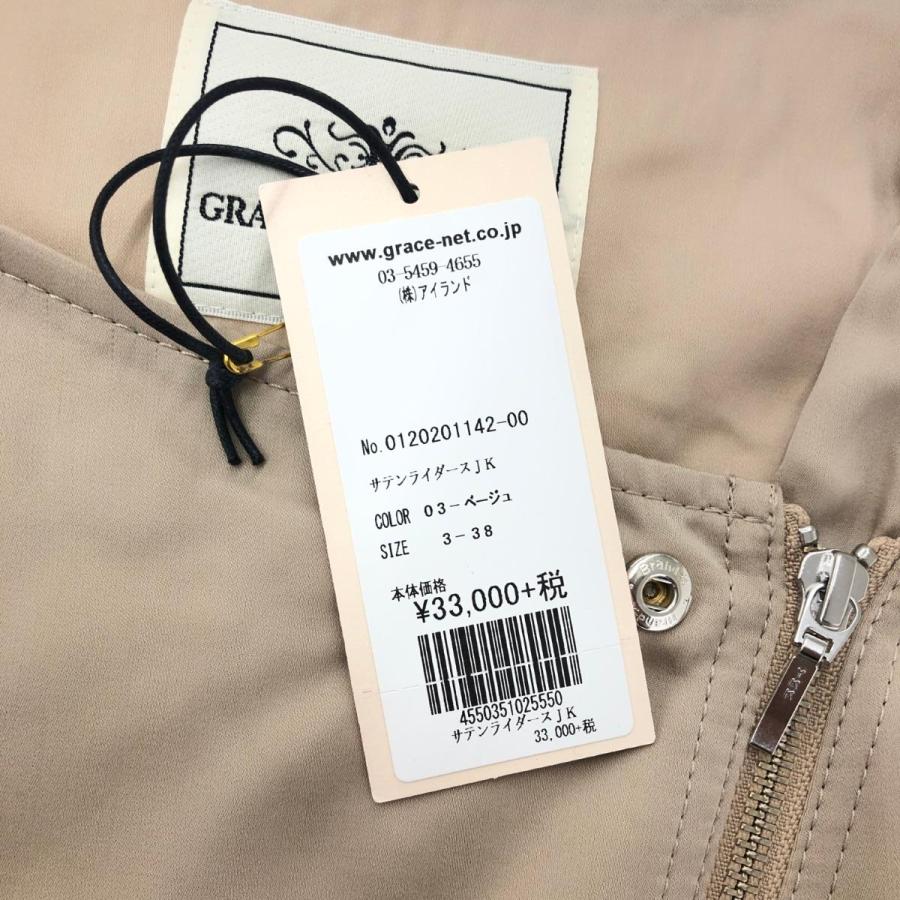 GRA
www.grace-net.co.jp
03-5459-4655
(株)アイランド
No.0120201142-00
サテンライダースJK
COLOR 03-ベージュ
SIZE 3-38
本体価格
¥33,000+税
4550351025550
サテンライダースJK
33,000+税
Brand